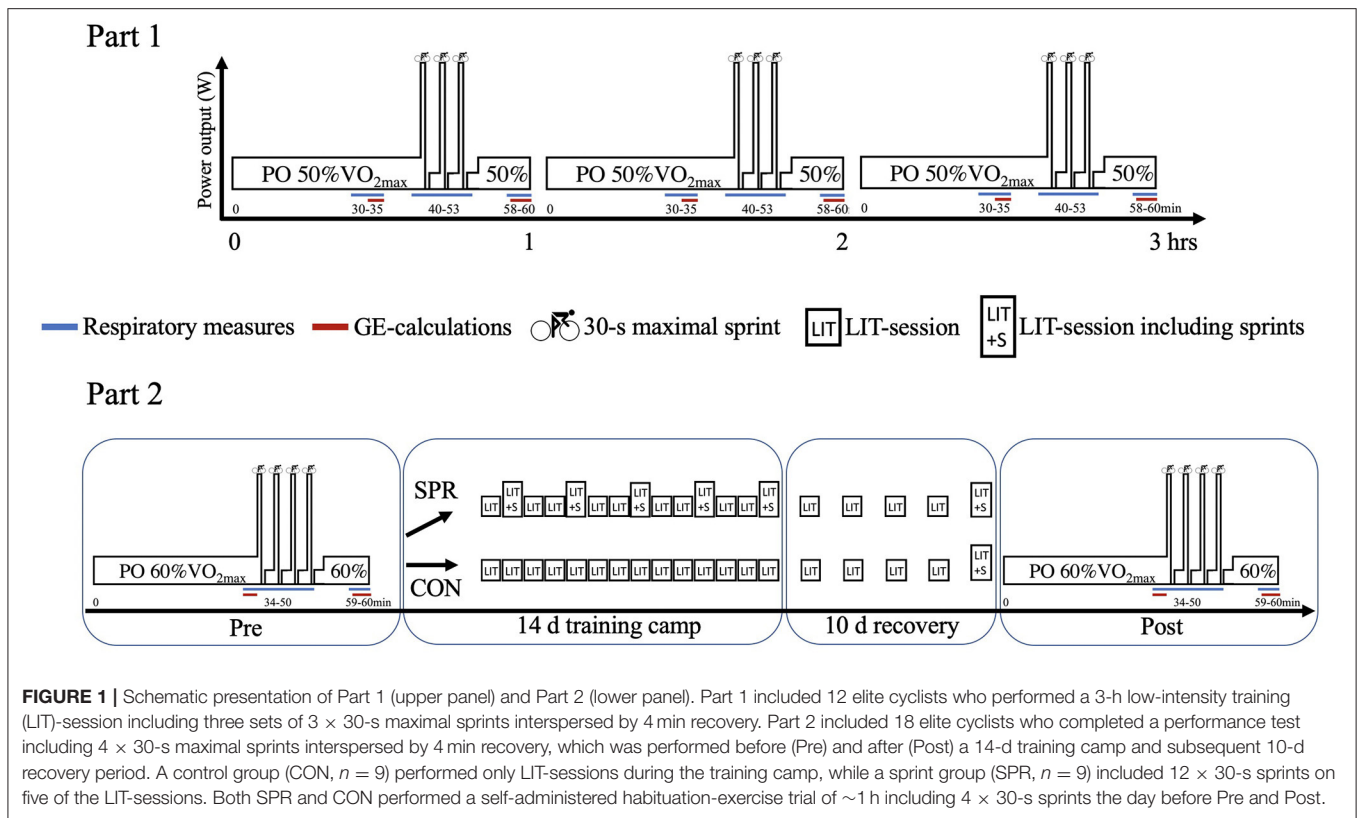 Part 1
Power output (W)
PO 50%VO2max 50% PO 50%VO2max 50% PO 50%VO2max 50%
0 30-35 40-53 58-60 0 30-35 40-53 58-60 0 30-35 40-53 58-60min
0 1 2 3 hrs
Respiratory measures GE-calculations 30-s maximal sprint LIT LIT-session LIT +S LIT-session including sprints
Part 2
SPR
LIT LIT +S LIT LIT LIT +S LIT LIT LIT +S LIT LIT LIT +S LIT LIT LIT +S LIT LIT LIT LIT LIT +S
PO 60%VO2max 60%
CON
LIT LIT LIT LIT LIT LIT LIT LIT LIT LIT LIT LIT LIT LIT LIT LIT LIT LIT LIT +S
PO 60%VO2max 60%
0 34-50 59-60min 0 34-50 59-60min
Pre 14 d training camp 10 d recovery Post
FIGURE 1 | Schematic presentation of Part 1 (upper panel) and Part 2 (lower panel). Part 1 included 12 elite cyclists who performed a 3-h low-intensity training
(LIT)-session including three sets of 3 × 30-s maximal sprints interspersed by 4 min recovery. Part 2 included 18 elite cyclists who completed a performance test
including 4 × 30-s maximal sprints interspersed by 4 min recovery, which was performed before (Pre) and after (Post) a 14-d training camp and subsequent 10-d
recovery period. A control group (CON, n = 9) performed only LIT-sessions during the training camp, while a sprint group (SPR, n = 9) included 12 × 30-s sprints on
five of the LIT-sessions. Both SPR and CON performed a self-administered habituation-exercise trial of ~1 h including 4 × 30-s sprints the day before Pre and Post.